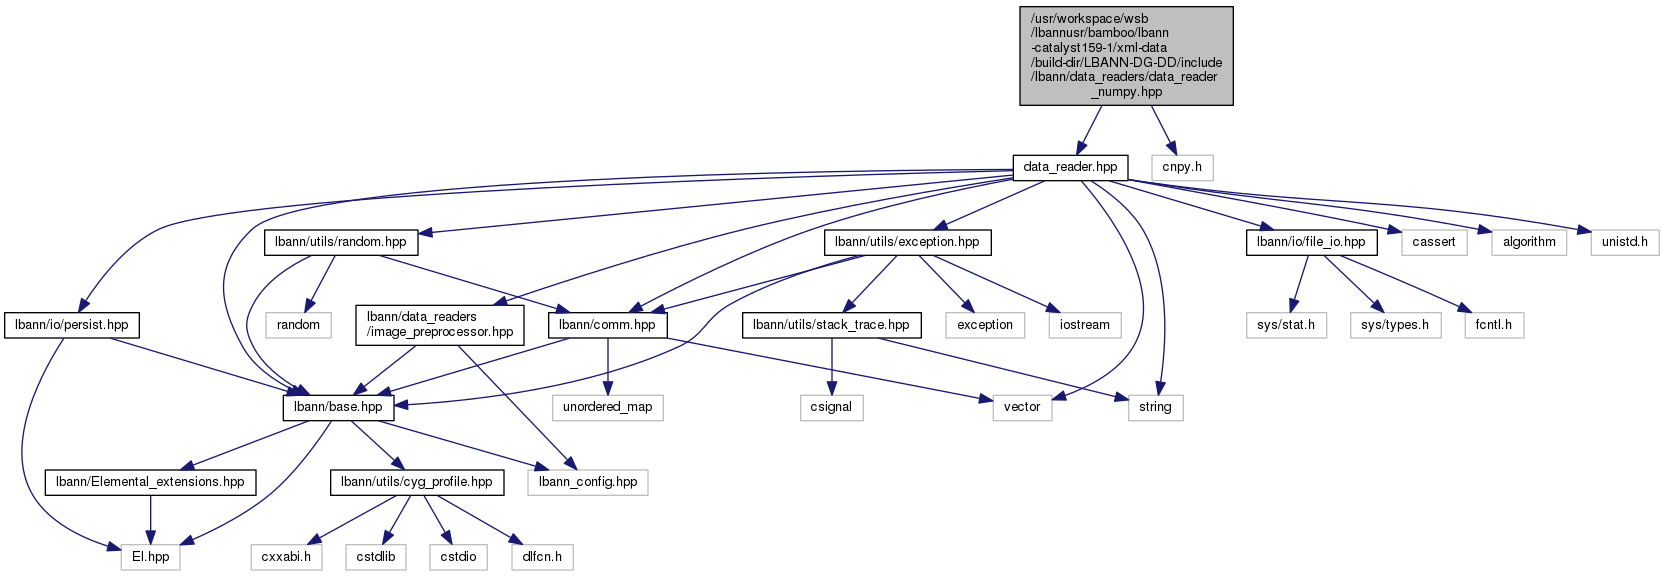 /usr/workspace/wsb
/lbannusr/bamboo/lbann
-catalyst159-1/xml-data
/build-dir/LBANN-DG-DD/include
/lbann/data_readers/data_reader
_numpy.hpp
data_reader.hpp
cnpy.h
lbann/utils/random.hpp
lbann/utils/exception.hpp
lbann/io/file_io.hpp
cassert
algorithm
unistd.h
lbann/io/persist.hpp
random
lbann/data_readers
/image_preprocessor.hpp
lbann/comm.hpp
lbann/utils/stack_trace.hpp
exception
iostream
sys/stat.h
sys/types.h
fcntl.h
lbann/base.hpp
unordered_map
csignal
vector
string
lbann/Elemental_extensions.hpp
lbann/utils/cyg_profile.hpp
lbann_config.hpp
El.hpp
cxxabi.h
cstdlib
cstdio
dlfcn.h